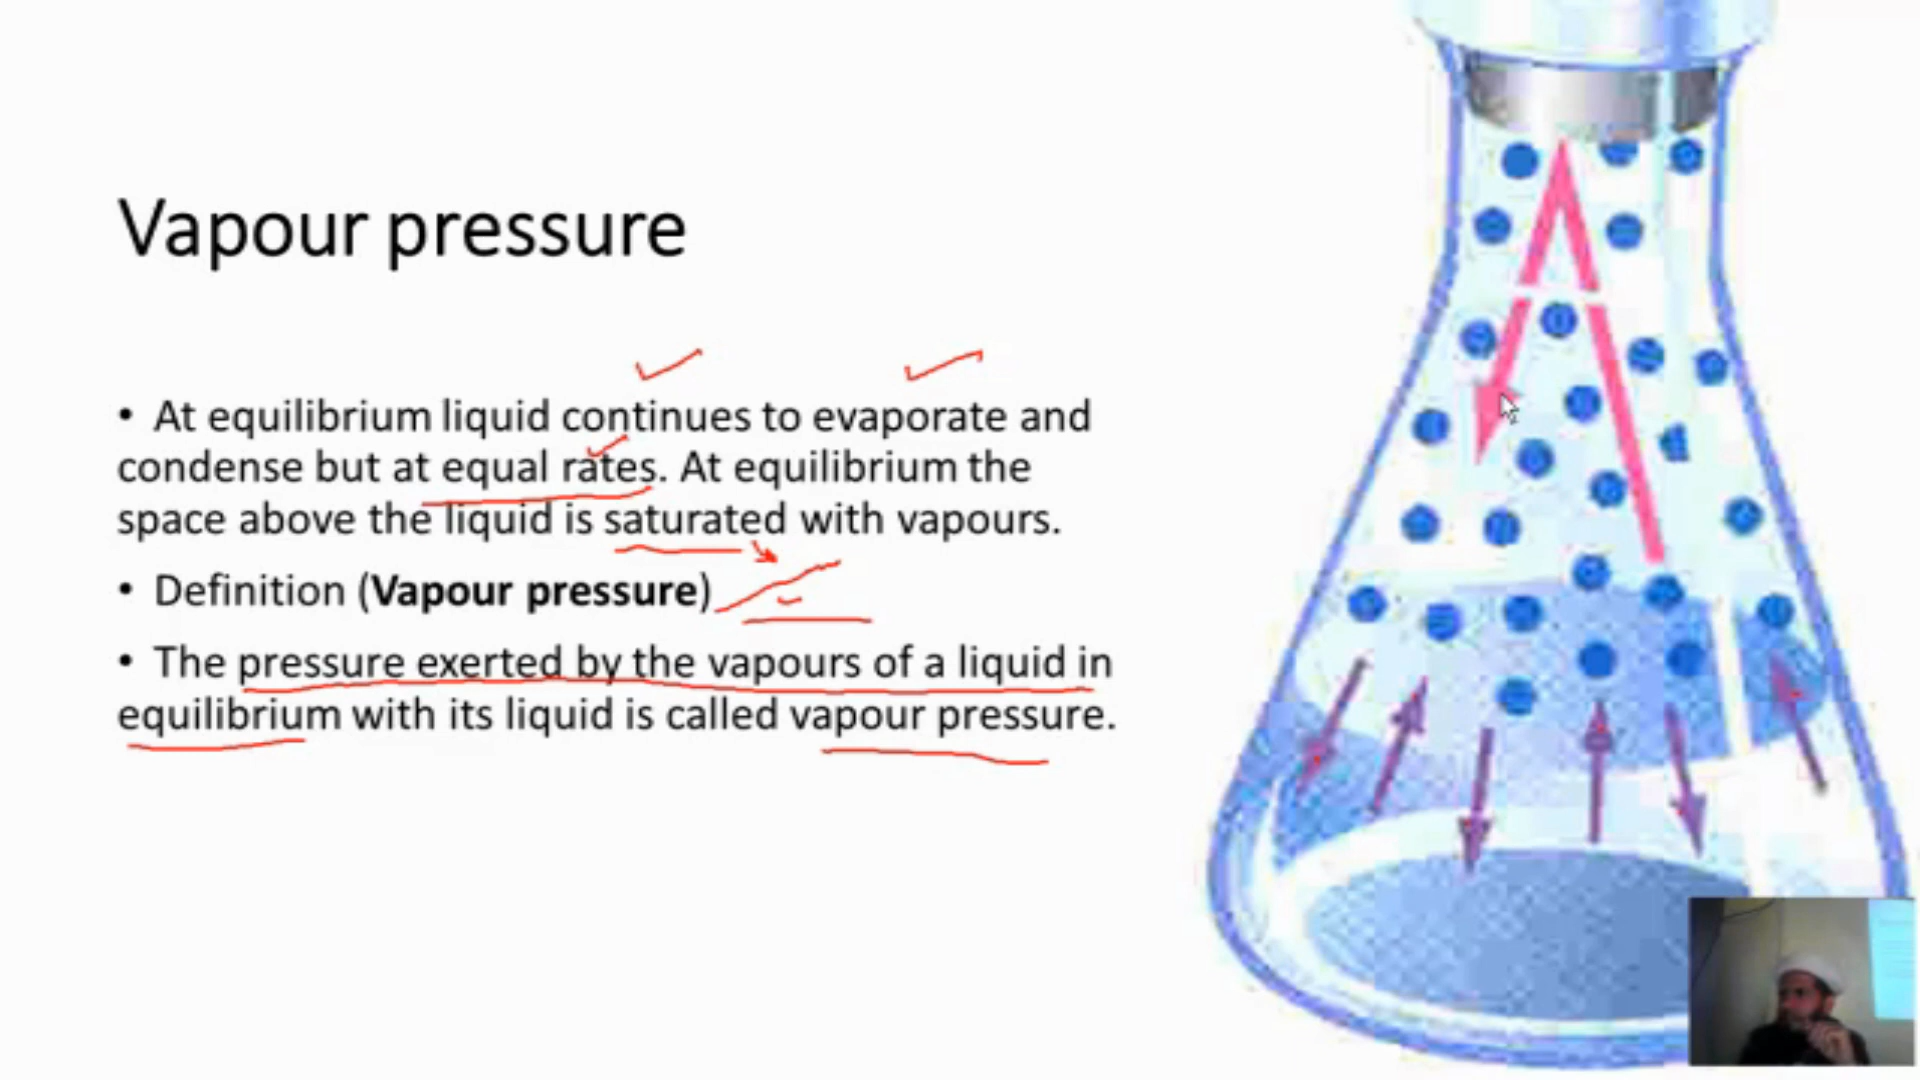 Vapour pressure
• At equilibrium liquid continues to evaporate and
condense but at equal rates. At equilibrium the
space above the liquid is saturated with vapours.
• Definition (Vapour pressure)
• The pressure exerted by the vapours of a liquid in
equilibrium with its liquid is called vapour pressure.